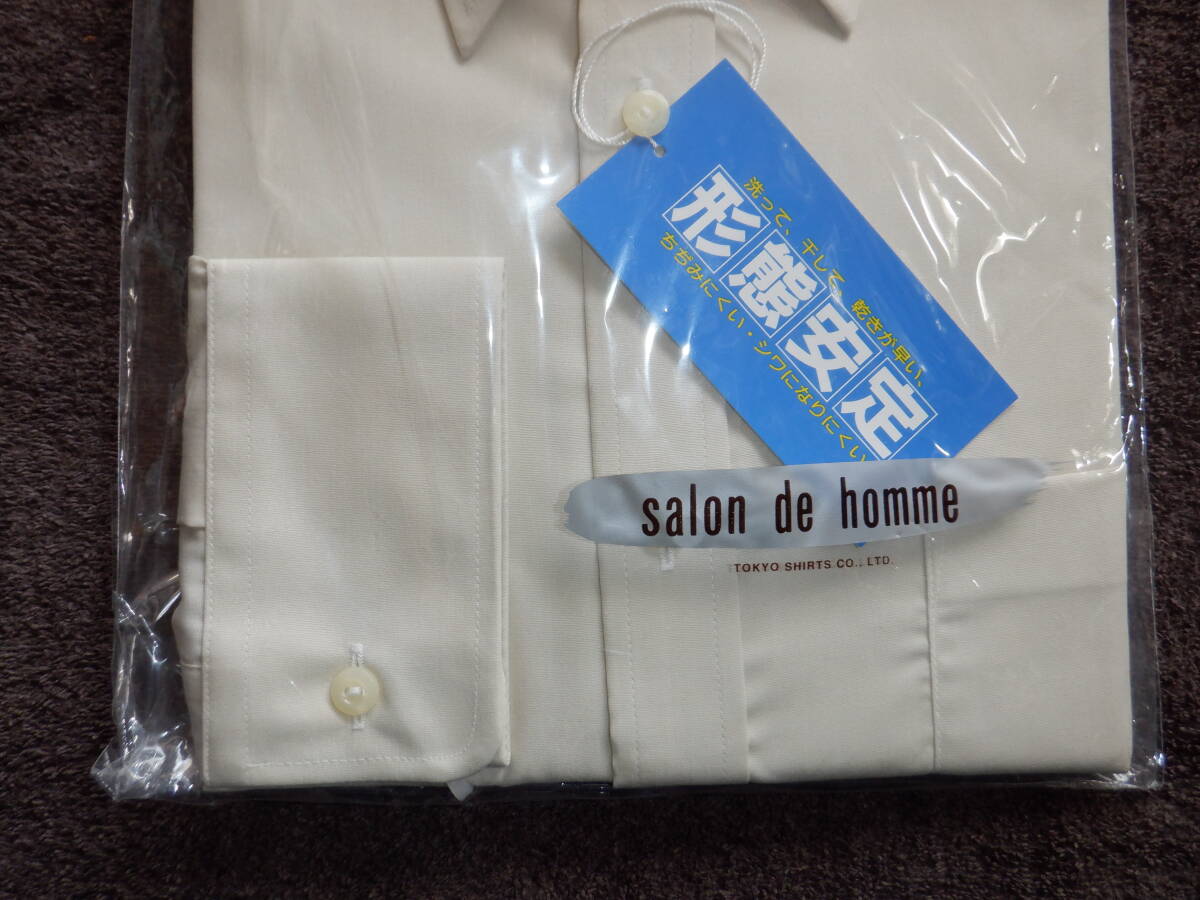 洗って、干して、乾きが早い、
形態安定
ちぢみにくい・シワになりにくい
salon de homme
TOKYO SHIRTS CO., LTD.